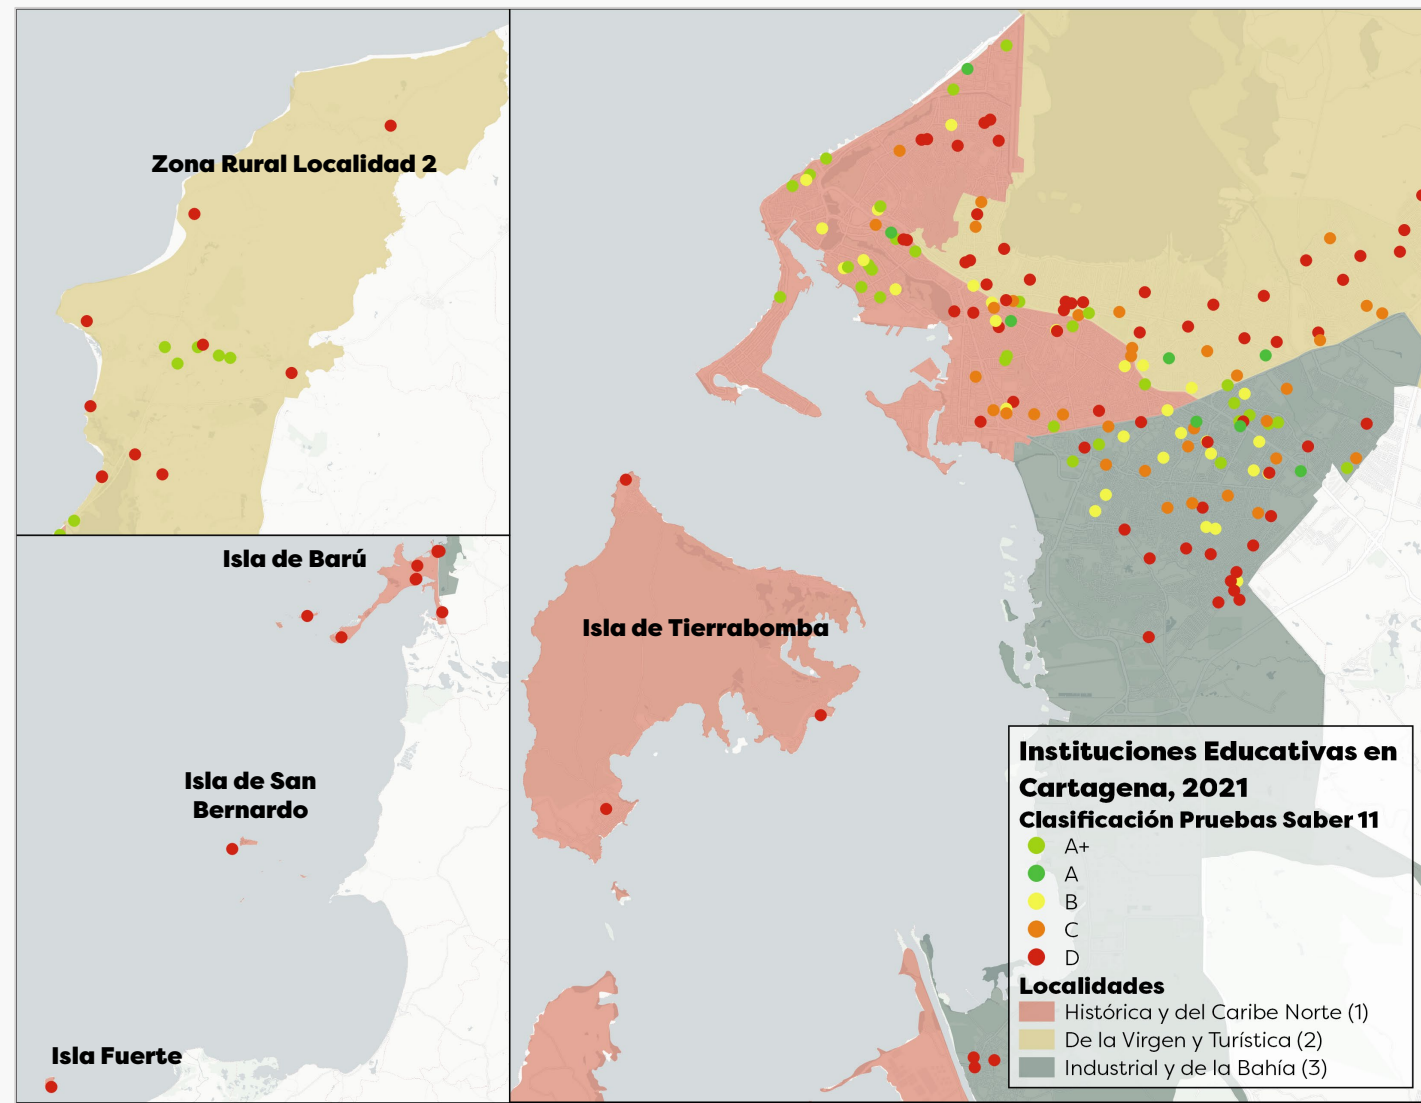 Zona Rural Localidad 2
Isla de Barú
Isla de San
Bernardo
Isla Fuerte
Isla de Tierrabomba
Instituciones Educativas en
Cartagena, 2021
Clasificación Pruebas Saber 11
A+
A
B
C
D
Localidades
Histórica y del Caribe Norte (1)
De la Virgen y Turística (2)
Industrial y de la Bahía (3)